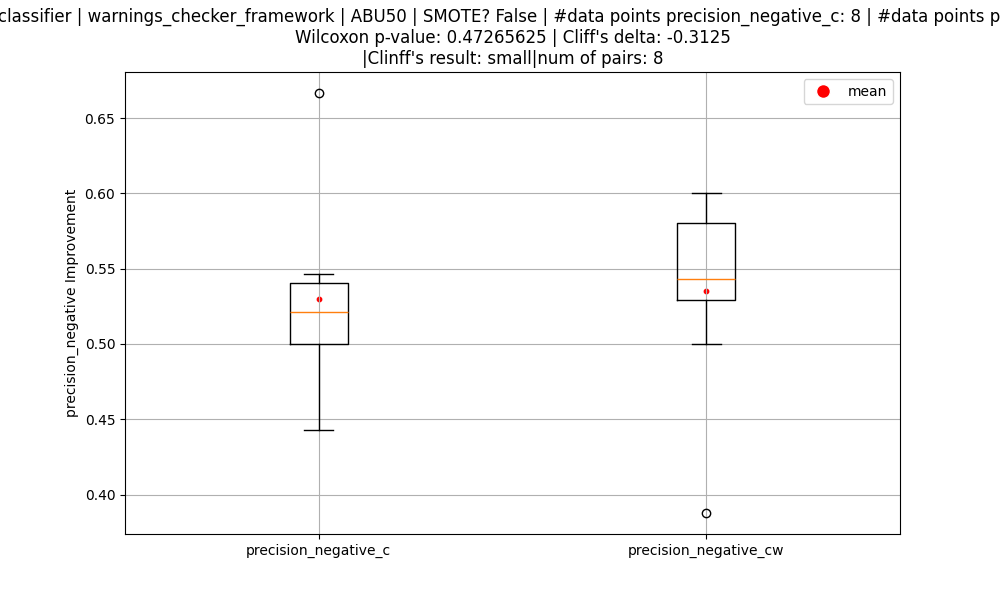 classifier | warnings_checker_framework | ABU50 | SMOTE? False | #data points precision_negative_c: 8 | #data points p
Wilcoxon p-value: 0.47265625 | Cliff's delta: -0.3125
|Clinff's result: small|num of pairs: 8
mean
0.65
0.60
0.55
0.50
0.45
0.40
precision_negative Improvement
precision_negative_c
precision_negative_cw